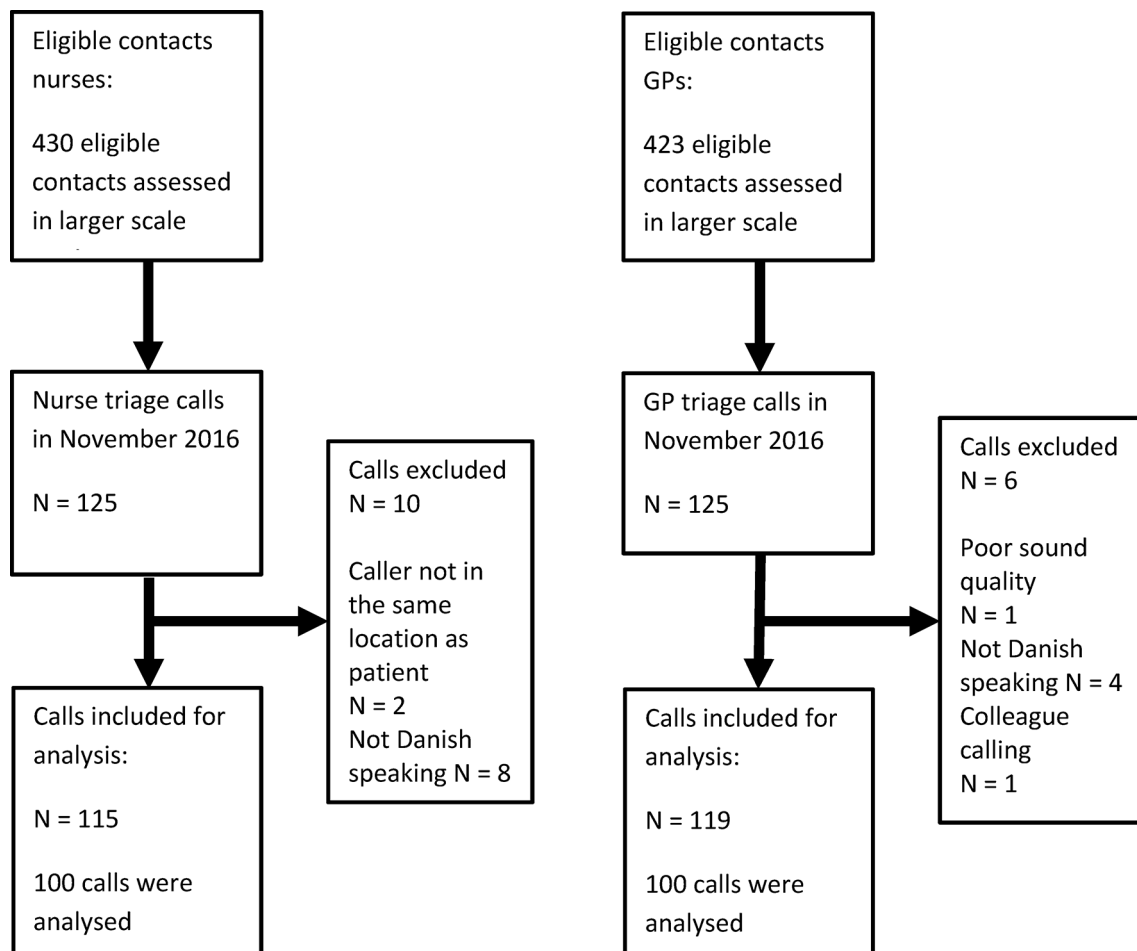 Eligible contacts
nurses:
430 eligible
contacts assessed
in larger scale
Nurse triage calls
in November 2016
N = 125
Calls excluded
N = 10
Caller not in
the same
location as
patient
N = 2
Not Danish
speaking N = 8
Calls included for
analysis:
N = 115
100 calls were
analysed
Eligible contacts
GPs:
423 eligible
contacts assessed
in larger scale
GP triage calls in
November 2016
N = 125
Calls excluded
N = 6
Poor sound
quality
N = 1
Not Danish
speaking N = 4
Colleague
calling
N = 1
Calls included for
analysis:
N = 119
100 calls were
analysed